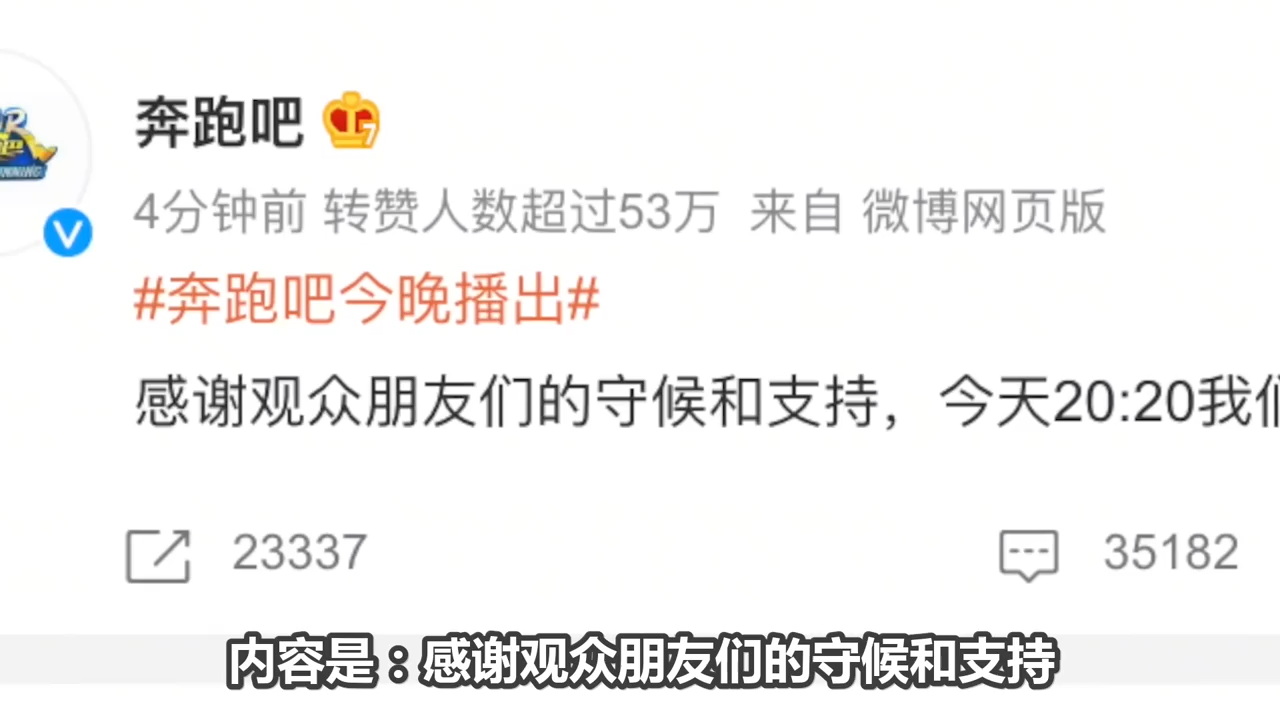 奔跑吧
4分钟前 转赞人数超过53万 来自 微博网页版
#奔跑吧今晚播出#
感谢观众朋友们的守候和支持，今天20:20我们
23337
35182
内容是：感谢观众朋友们的守候和支持